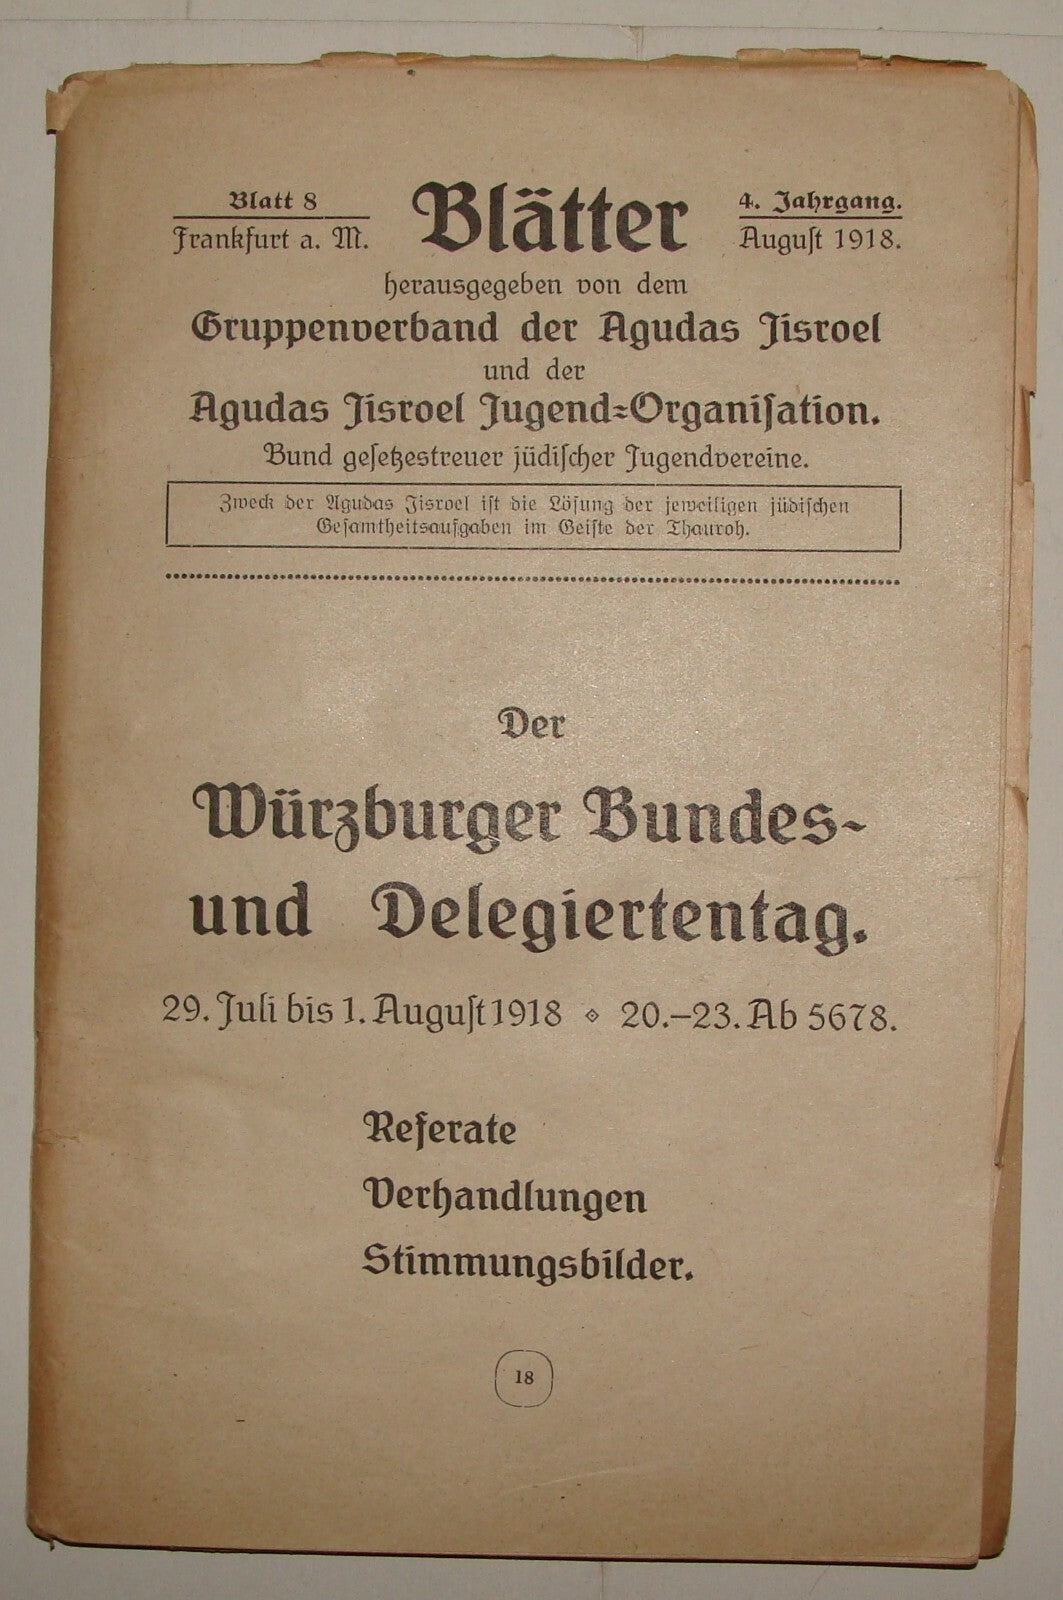 Blatt 8
Frankfurt a. M.
Blätter
4. Jahrgang.
August 1918.
herausgegeben von dem
Gruppenverband der Agudas Jisroel
und der
Agudas Jisroel Jugend=Organisation.
Bund gesetzestreuer jüdischer Jugendvereine.
Zweck der Agudas Jisroel ist die Lösung der jeweiligen jüdischen
Gesamtheitsaufgaben im Geiste der Thauroh.
Der
Würzburger Bundes-
und Delegiertentag.
29. Juli bis 1. August 1918 ⋄ 20.–23. Ab 5678.
Referate
Verhandlungen
Stimmungsbilder.
18